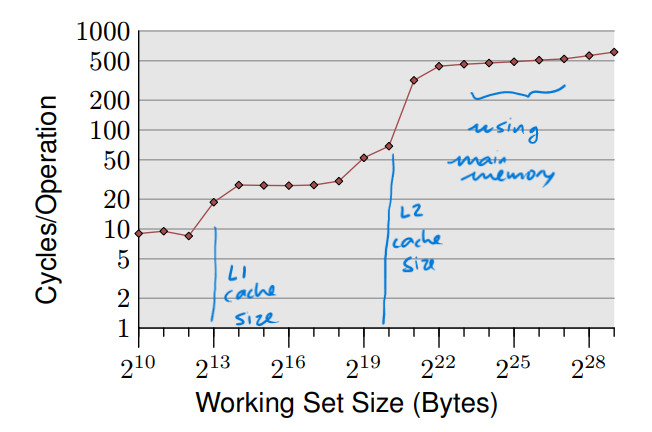 1000
500
200
100
50
20
10
5
2
1
Cycles/Operation
using
main
memory
L2
cache
size
L1
cache
size
2^10
2^13
2^16
2^19
2^22
2^25
2^28
Working Set Size (Bytes)